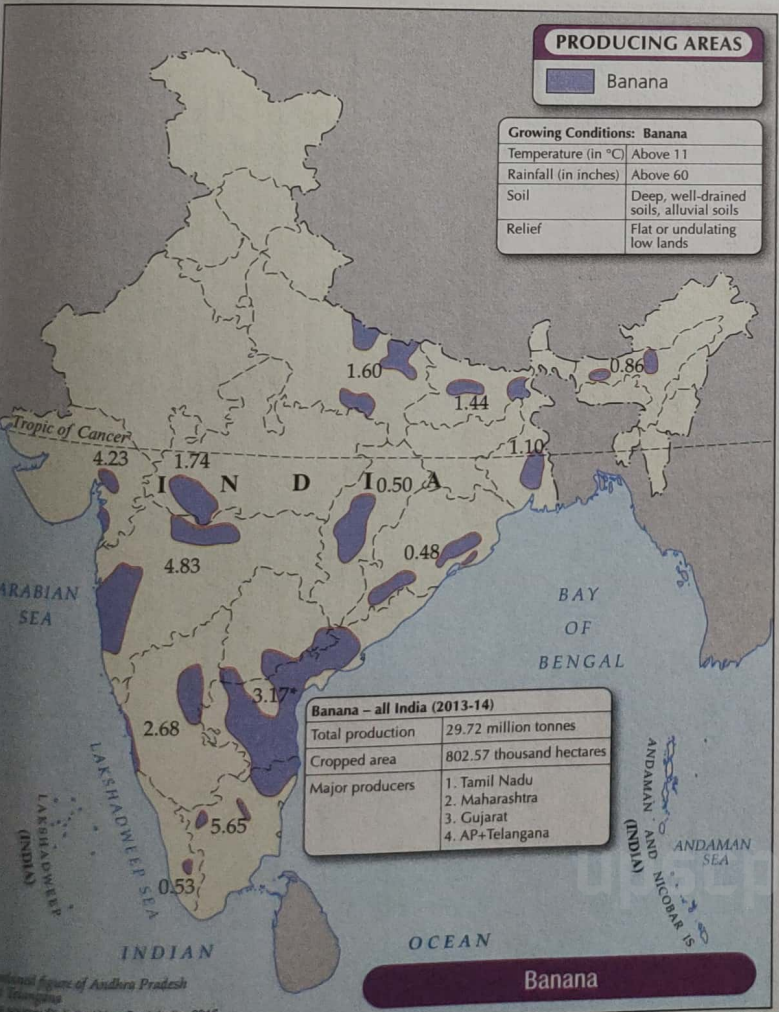 PRODUCING AREAS
Banana
Growing Conditions: Banana
Temperature (in °C) Above 11
Rainfall (in inches) Above 60
Soil Deep, well-drained
soils, alluvial soils
Relief Flat or undulating
low lands
1.60
0.86
1.44
Tropic of Cancer
1.10
4.23
1.74
I N D I A
0.50
0.48
4.83
ARABIAN
SEA
BAY
OF
BENGAL
3.17*
2.68
Banana – all India (2013-14)
Total production 29.72 million tonnes
Cropped area 802.57 thousand hectares
Major producers 1. Tamil Nadu
2. Maharashtra
3. Gujarat
4. AP+Telangana
LAKSHADWEEP
(INDIA)
LAKSHADWEEP SEA
5.65
0.53
ANDAMAN AND NICOBAR IS
(INDIA)
ANDAMAN
SEA
INDIAN OCEAN
Banana
figure of Andhra Pradesh
Telangana